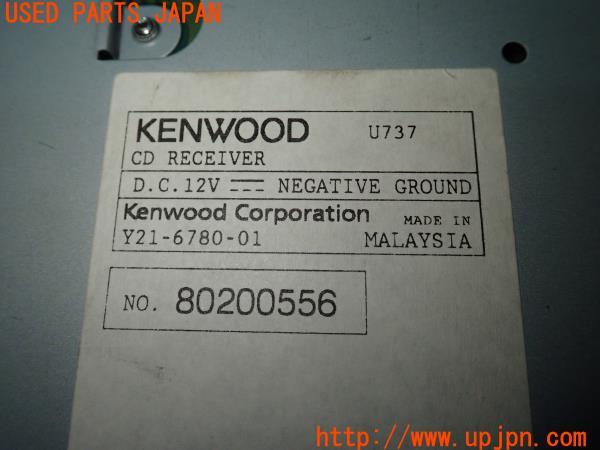 USED PARTS JAPAN
KENWOOD U737
CD RECEIVER
D.C.12V ⎓ NEGATIVE GROUND
Kenwood Corporation MADE IN
Y21-6780-01 MALAYSIA
NO. 80200556
http://www.upjpn.com/